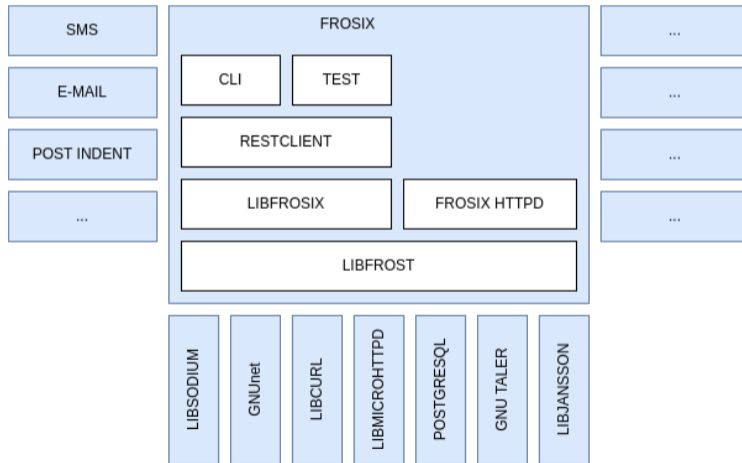 SMS
E-MAIL
POST INDENT
...
FROSIX
CLI
TEST
RESTCLIENT
LIBFROSIX
FROSIX HTTPD
LIBFROST
...
...
...
...
LIBSODIUM
GNUnet
LIBCURL
LIBMICROHTTPD
POSTGRESQL
GNU TALER
LIBJANSSON